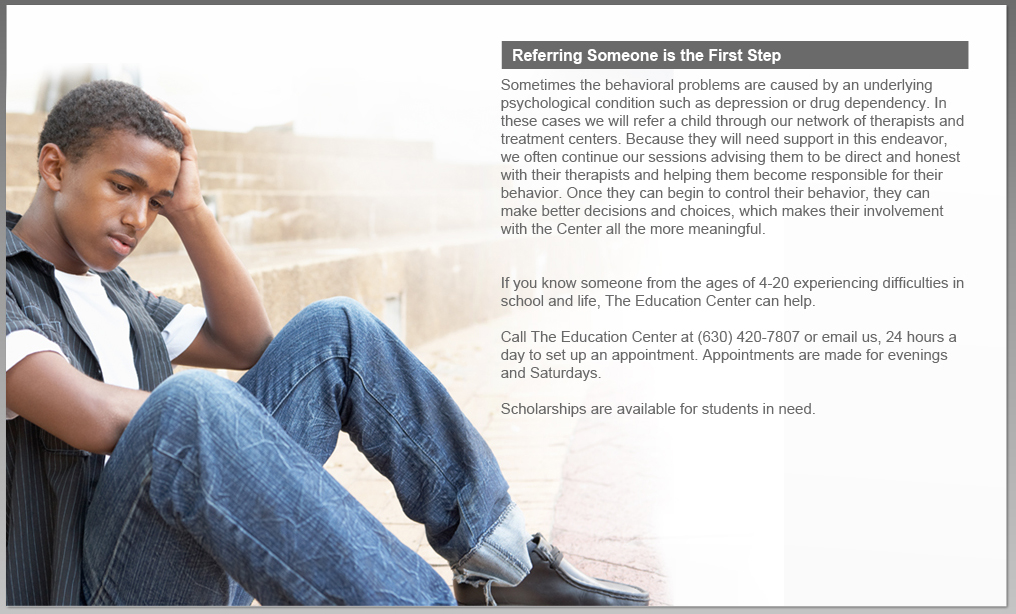 Referring Someone is the First Step
Sometimes the behavioral problems are caused by an underlying
psychological condition such as depression or drug dependency. In
these cases we will refer a child through our network of therapists and
treatment centers. Because they will need support in this endeavor,
we often continue our sessions advising them to be direct and honest
with their therapists and helping them become responsible for their
behavior. Once they can begin to control their behavior, they can
make better decisions and choices, which makes their involvement
with the Center all the more meaningful.
If you know someone from the ages of 4-20 experiencing difficulties in
school and life, The Education Center can help.
Call The Education Center at (630) 420-7807 or email us, 24 hours a
day to set up an appointment. Appointments are made for evenings
and Saturdays.
Scholarships are available for students in need.